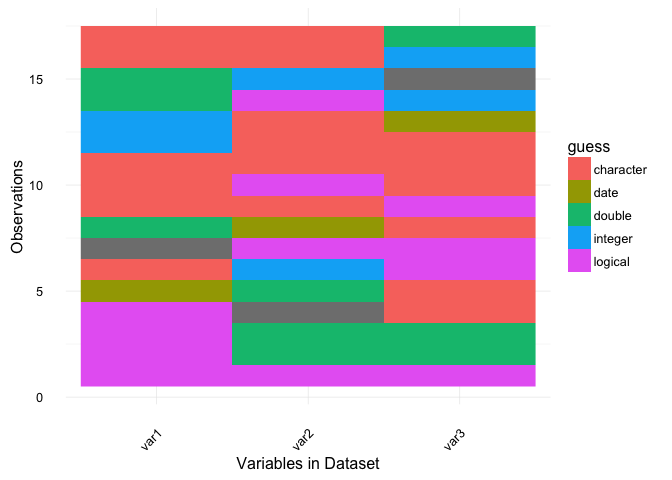 15
10
5
0
Observations
var1
var2
var3
Variables in Dataset
guess
character
date
double
integer
logical